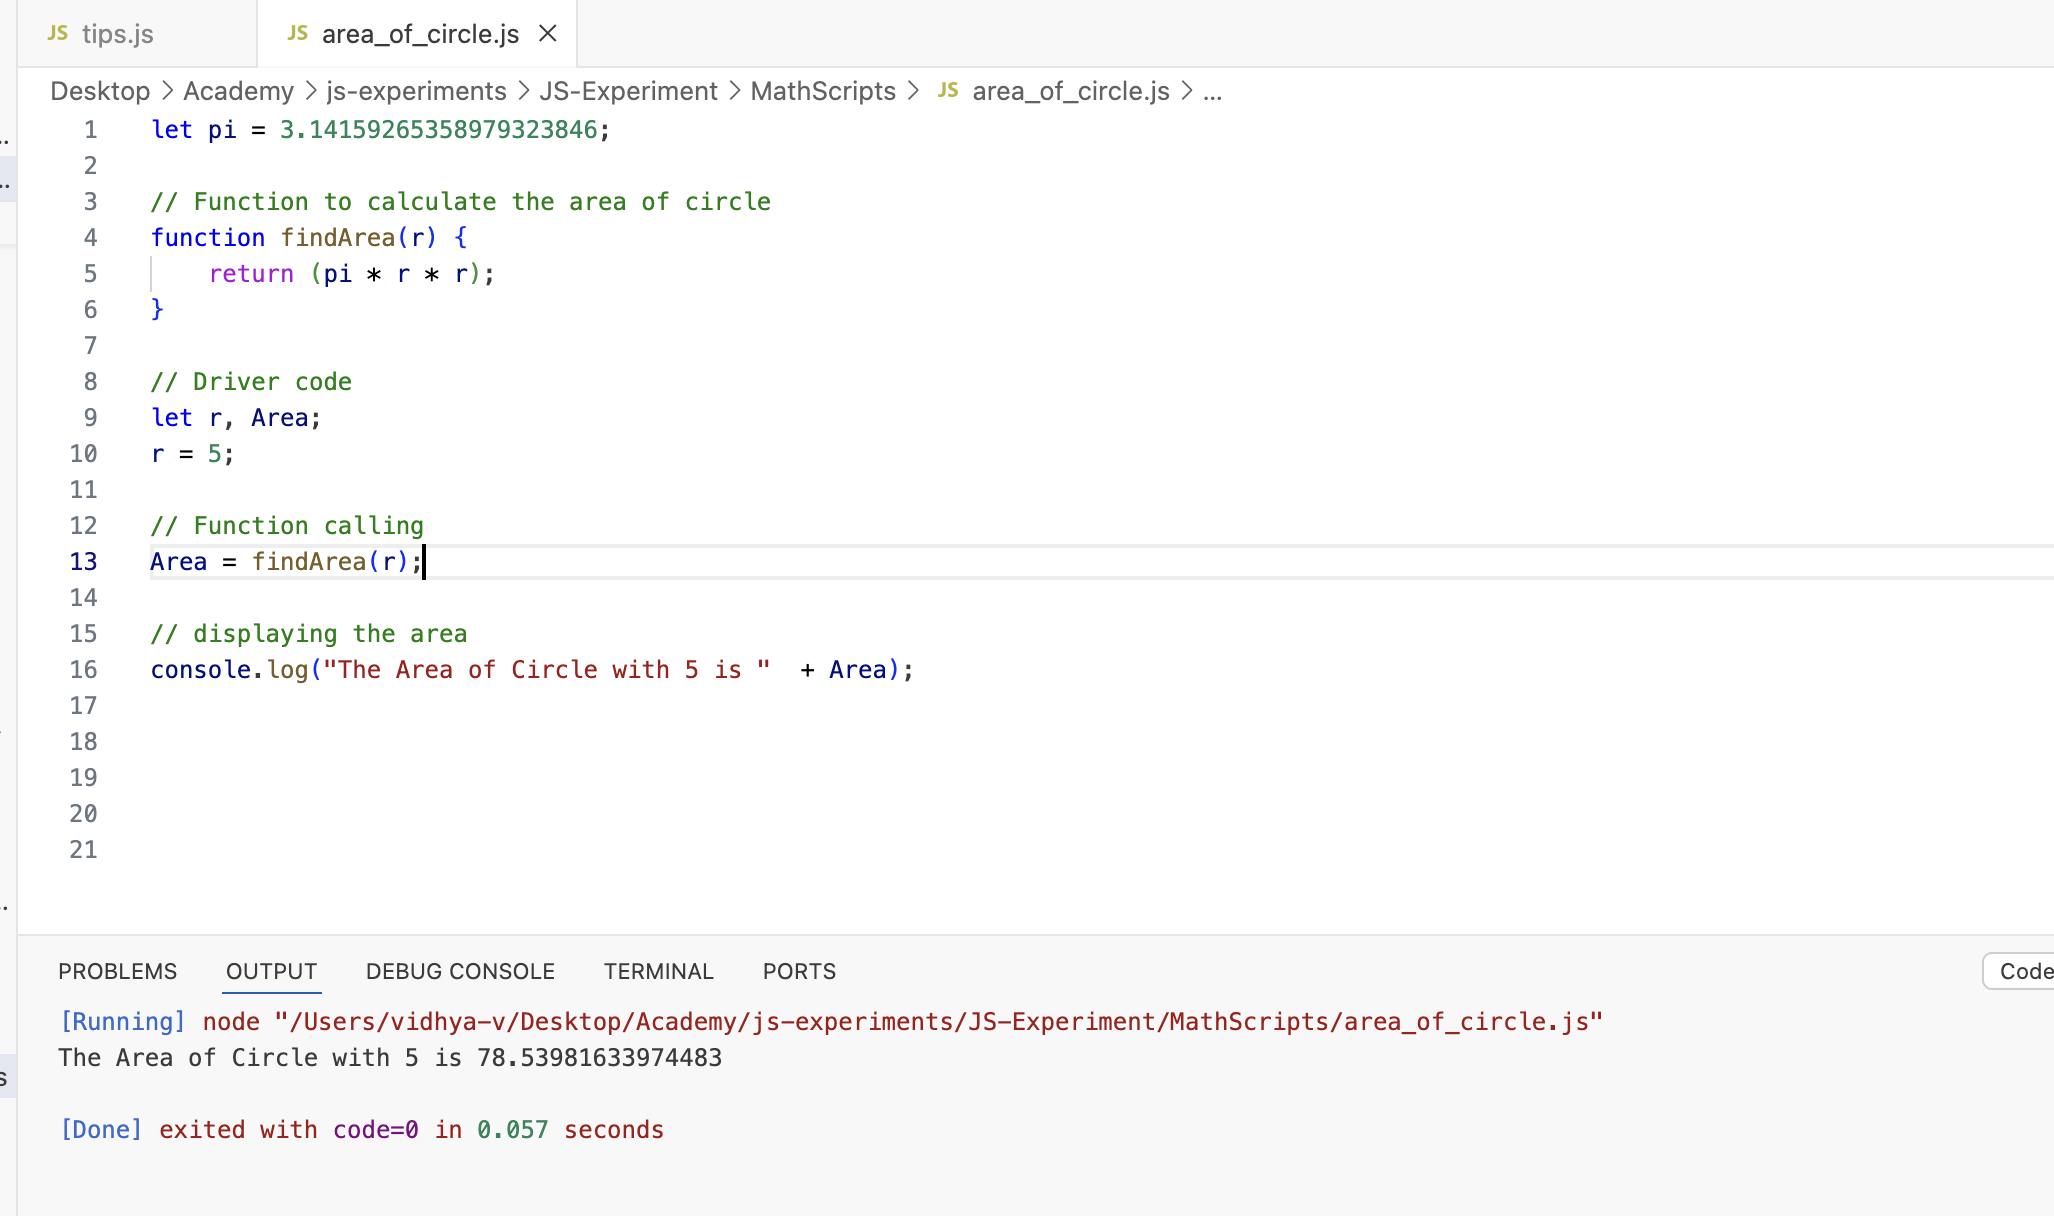 JS tips.js JS area_of_circle.js
Desktop > Academy > js-experiments > JS-Experiment > MathScripts > JS area_of_circle.js > ...
1 let pi = 3.14159265358979323846;
2
3 // Function to calculate the area of circle
4 function findArea(r) {
5     return (pi * r * r);
6 }
7
8 // Driver code
9 let r, Area;
10 r = 5;
11
12 // Function calling
13 Area = findArea(r);
14
15 // displaying the area
16 console.log("The Area of Circle with 5 is "  + Area);
17
18
19
20
21
PROBLEMS OUTPUT DEBUG CONSOLE TERMINAL PORTS Code
[Running] node "/Users/vidhya-v/Desktop/Academy/js-experiments/JS-Experiment/MathScripts/area_of_circle.js"
The Area of Circle with 5 is 78.53981633974483
[Done] exited with code=0 in 0.057 seconds